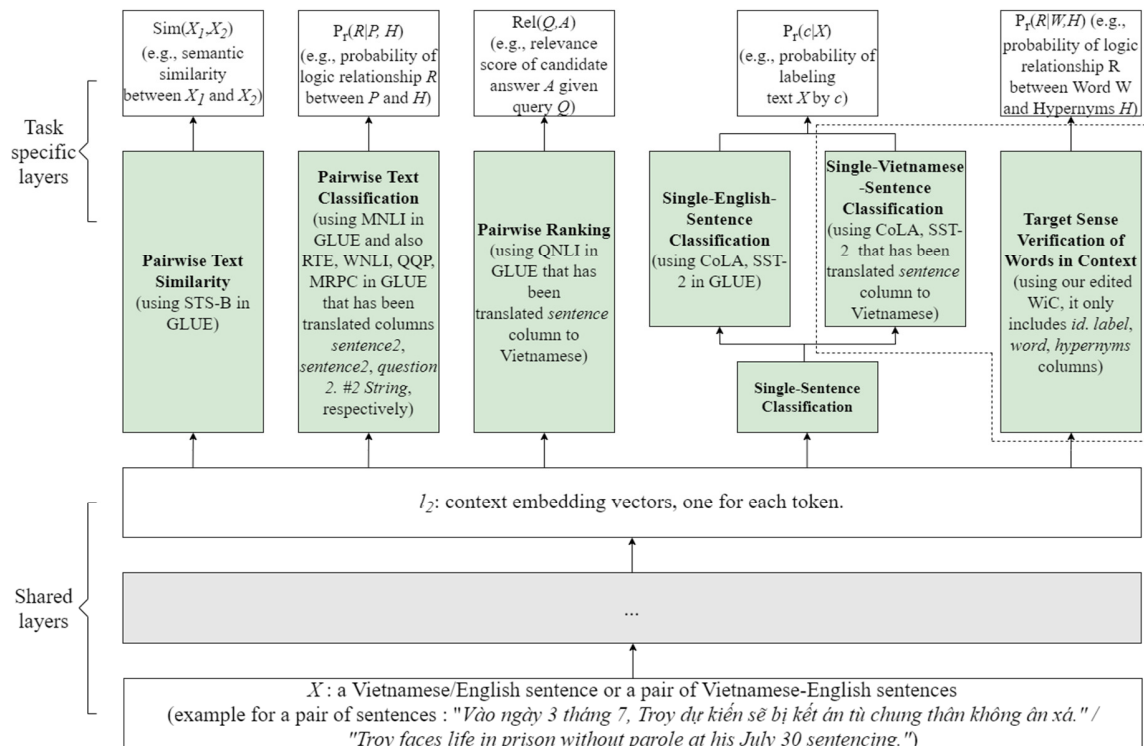 Sim(X1,X2)
(e.g., semantic
similarity
between X1 and X2)
Pr(R|P, H)
(e.g., probability of
logic relationship R
between P and H)
Rel(Q,A)
(e.g., relevance
score of candidate
answer A given
query Q)
Pr(c|X)
(e.g., probability of
labeling
text X by c)
Pr(R|W,H) (e.g.,
probability of logic
relationship R
between Word W
and Hypernyms H)
Task
specific
layers
Pairwise Text
Similarity
(using STS-B in
GLUE)
Pairwise Text
Classification
(using MNLI in
GLUE and also
RTE, WNLI, QQP,
MRPC in GLUE
that has been
translated columns
sentence2,
sentence2, question
2. #2 String,
respectively)
Pairwise Ranking
(using QNLI in
GLUE that has
been
translated sentence
column to
Vietnamese)
Single-English-
Sentence
Classification
(using CoLA, SST-
2 in GLUE)
Single-Vietnamese
-Sentence
Classification
(using CoLA, SST-
2 that has been
translated sentence
column to
Vietnamese)
Single-Sentence
Classification
Target Sense
Verification of
Words in Context
(using our edited
WiC, it only
includes id. label,
word, hypernyms
columns)
l2: context embedding vectors, one for each token.
Shared
layers
...
X : a Vietnamese/English sentence or a pair of Vietnamese-English sentences
(example for a pair of sentences : "Vào ngày 3 tháng 7, Troy dự kiến sẽ bị kết án tù chung thân không ân xá." /
"Troy faces life in prison without parole at his July 30 sentencing.")